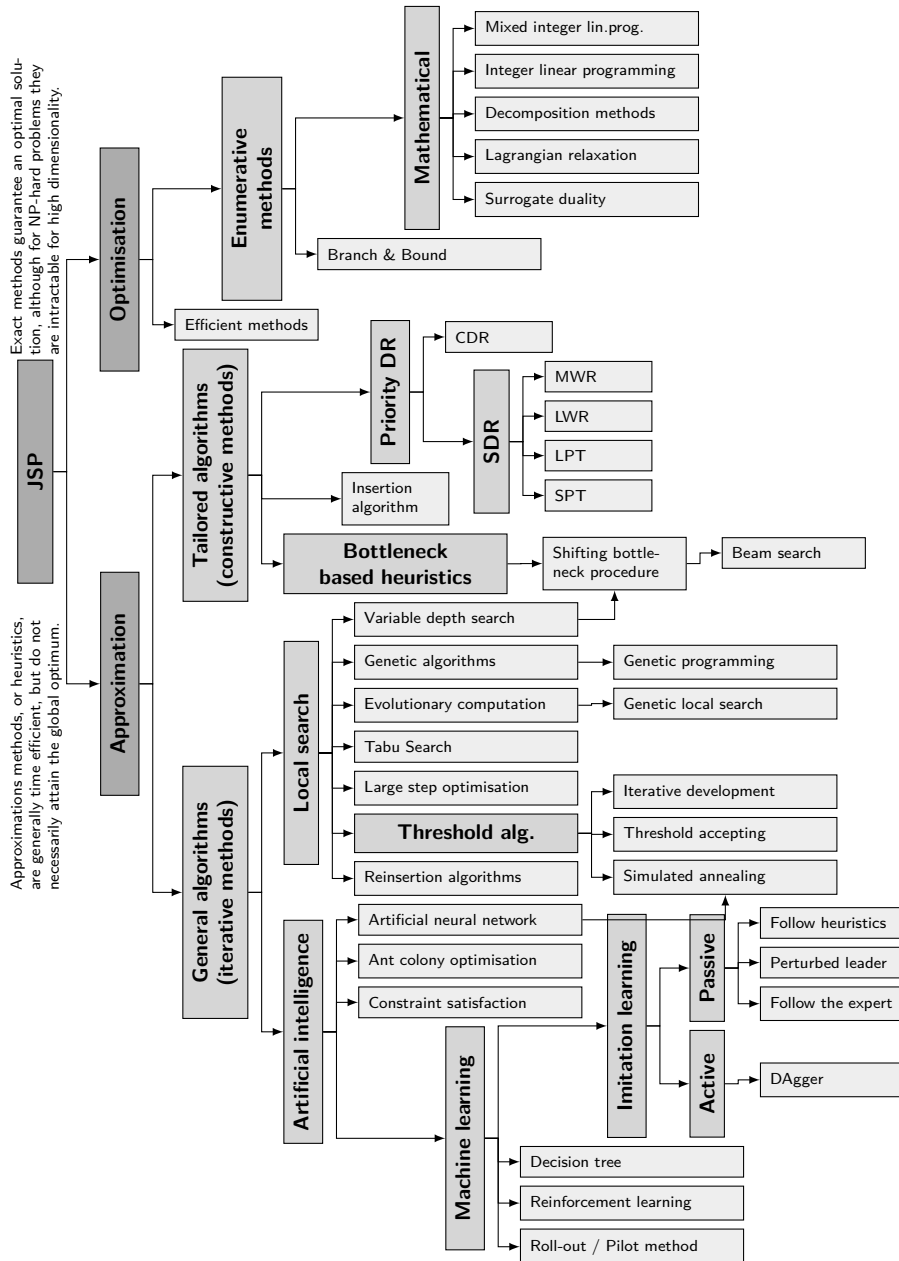 JSP
Exact methods guarantee an optimal solu-
tion, although for NP-hard problems they
are intractable for high dimensionality.
Optimisation
Enumerative
methods
Mathematical
Mixed integer lin.prog.
Integer linear programming
Decomposition methods
Lagrangian relaxation
Surrogate duality
Branch & Bound
Efficient methods
Approximations methods, or heuristics,
are generally time efficient, but do not
necessarily attain the global optimum.
Approximation
Tailored algorithms
(constructive methods)
Priority DR
CDR
SDR
MWR
LWR
LPT
SPT
Insertion
algorithm
Bottleneck
based heuristics
Shifting bottle-
neck procedure
Beam search
General algorithms
(iterative methods)
Local search
Variable depth search
Genetic algorithms
Genetic programming
Evolutionary computation
Genetic local search
Tabu Search
Large step optimisation
Threshold alg.
Iterative development
Threshold accepting
Simulated annealing
Reinsertion algorithms
Artificial intelligence
Artificial neural network
Ant colony optimisation
Constraint satisfaction
Machine learning
Imitation learning
Passive
Follow heuristics
Perturbed leader
Follow the expert
Active
DAgger
Decision tree
Reinforcement learning
Roll-out / Pilot method